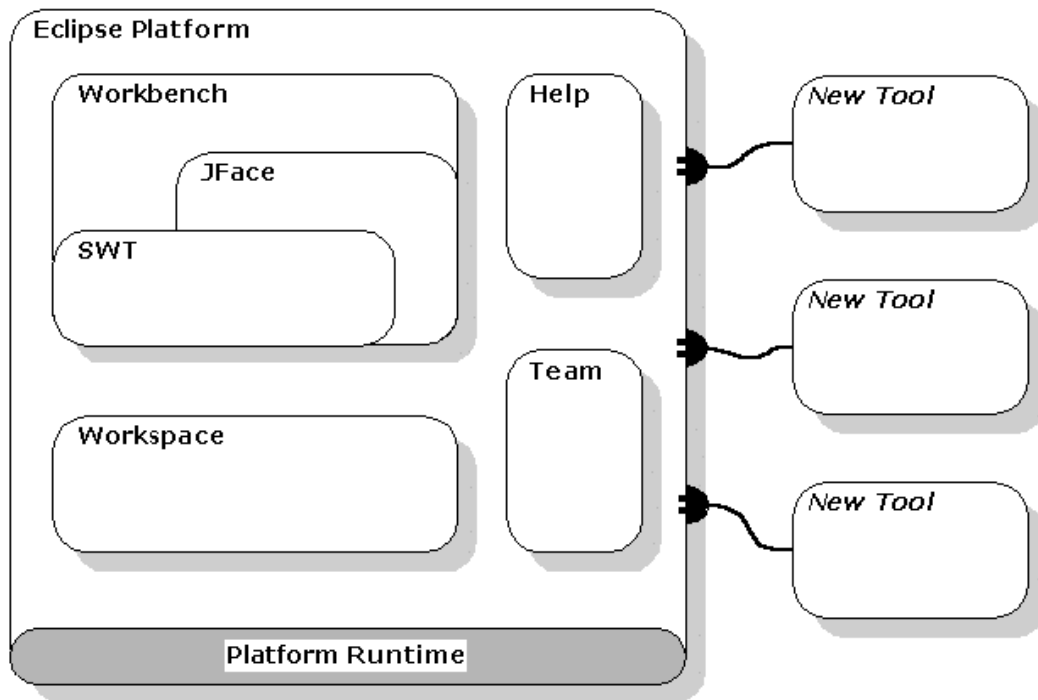 Eclipse Platform
Workbench
JFace
SWT
Workspace
Help
Team
Platform Runtime
New Tool
New Tool
New Tool